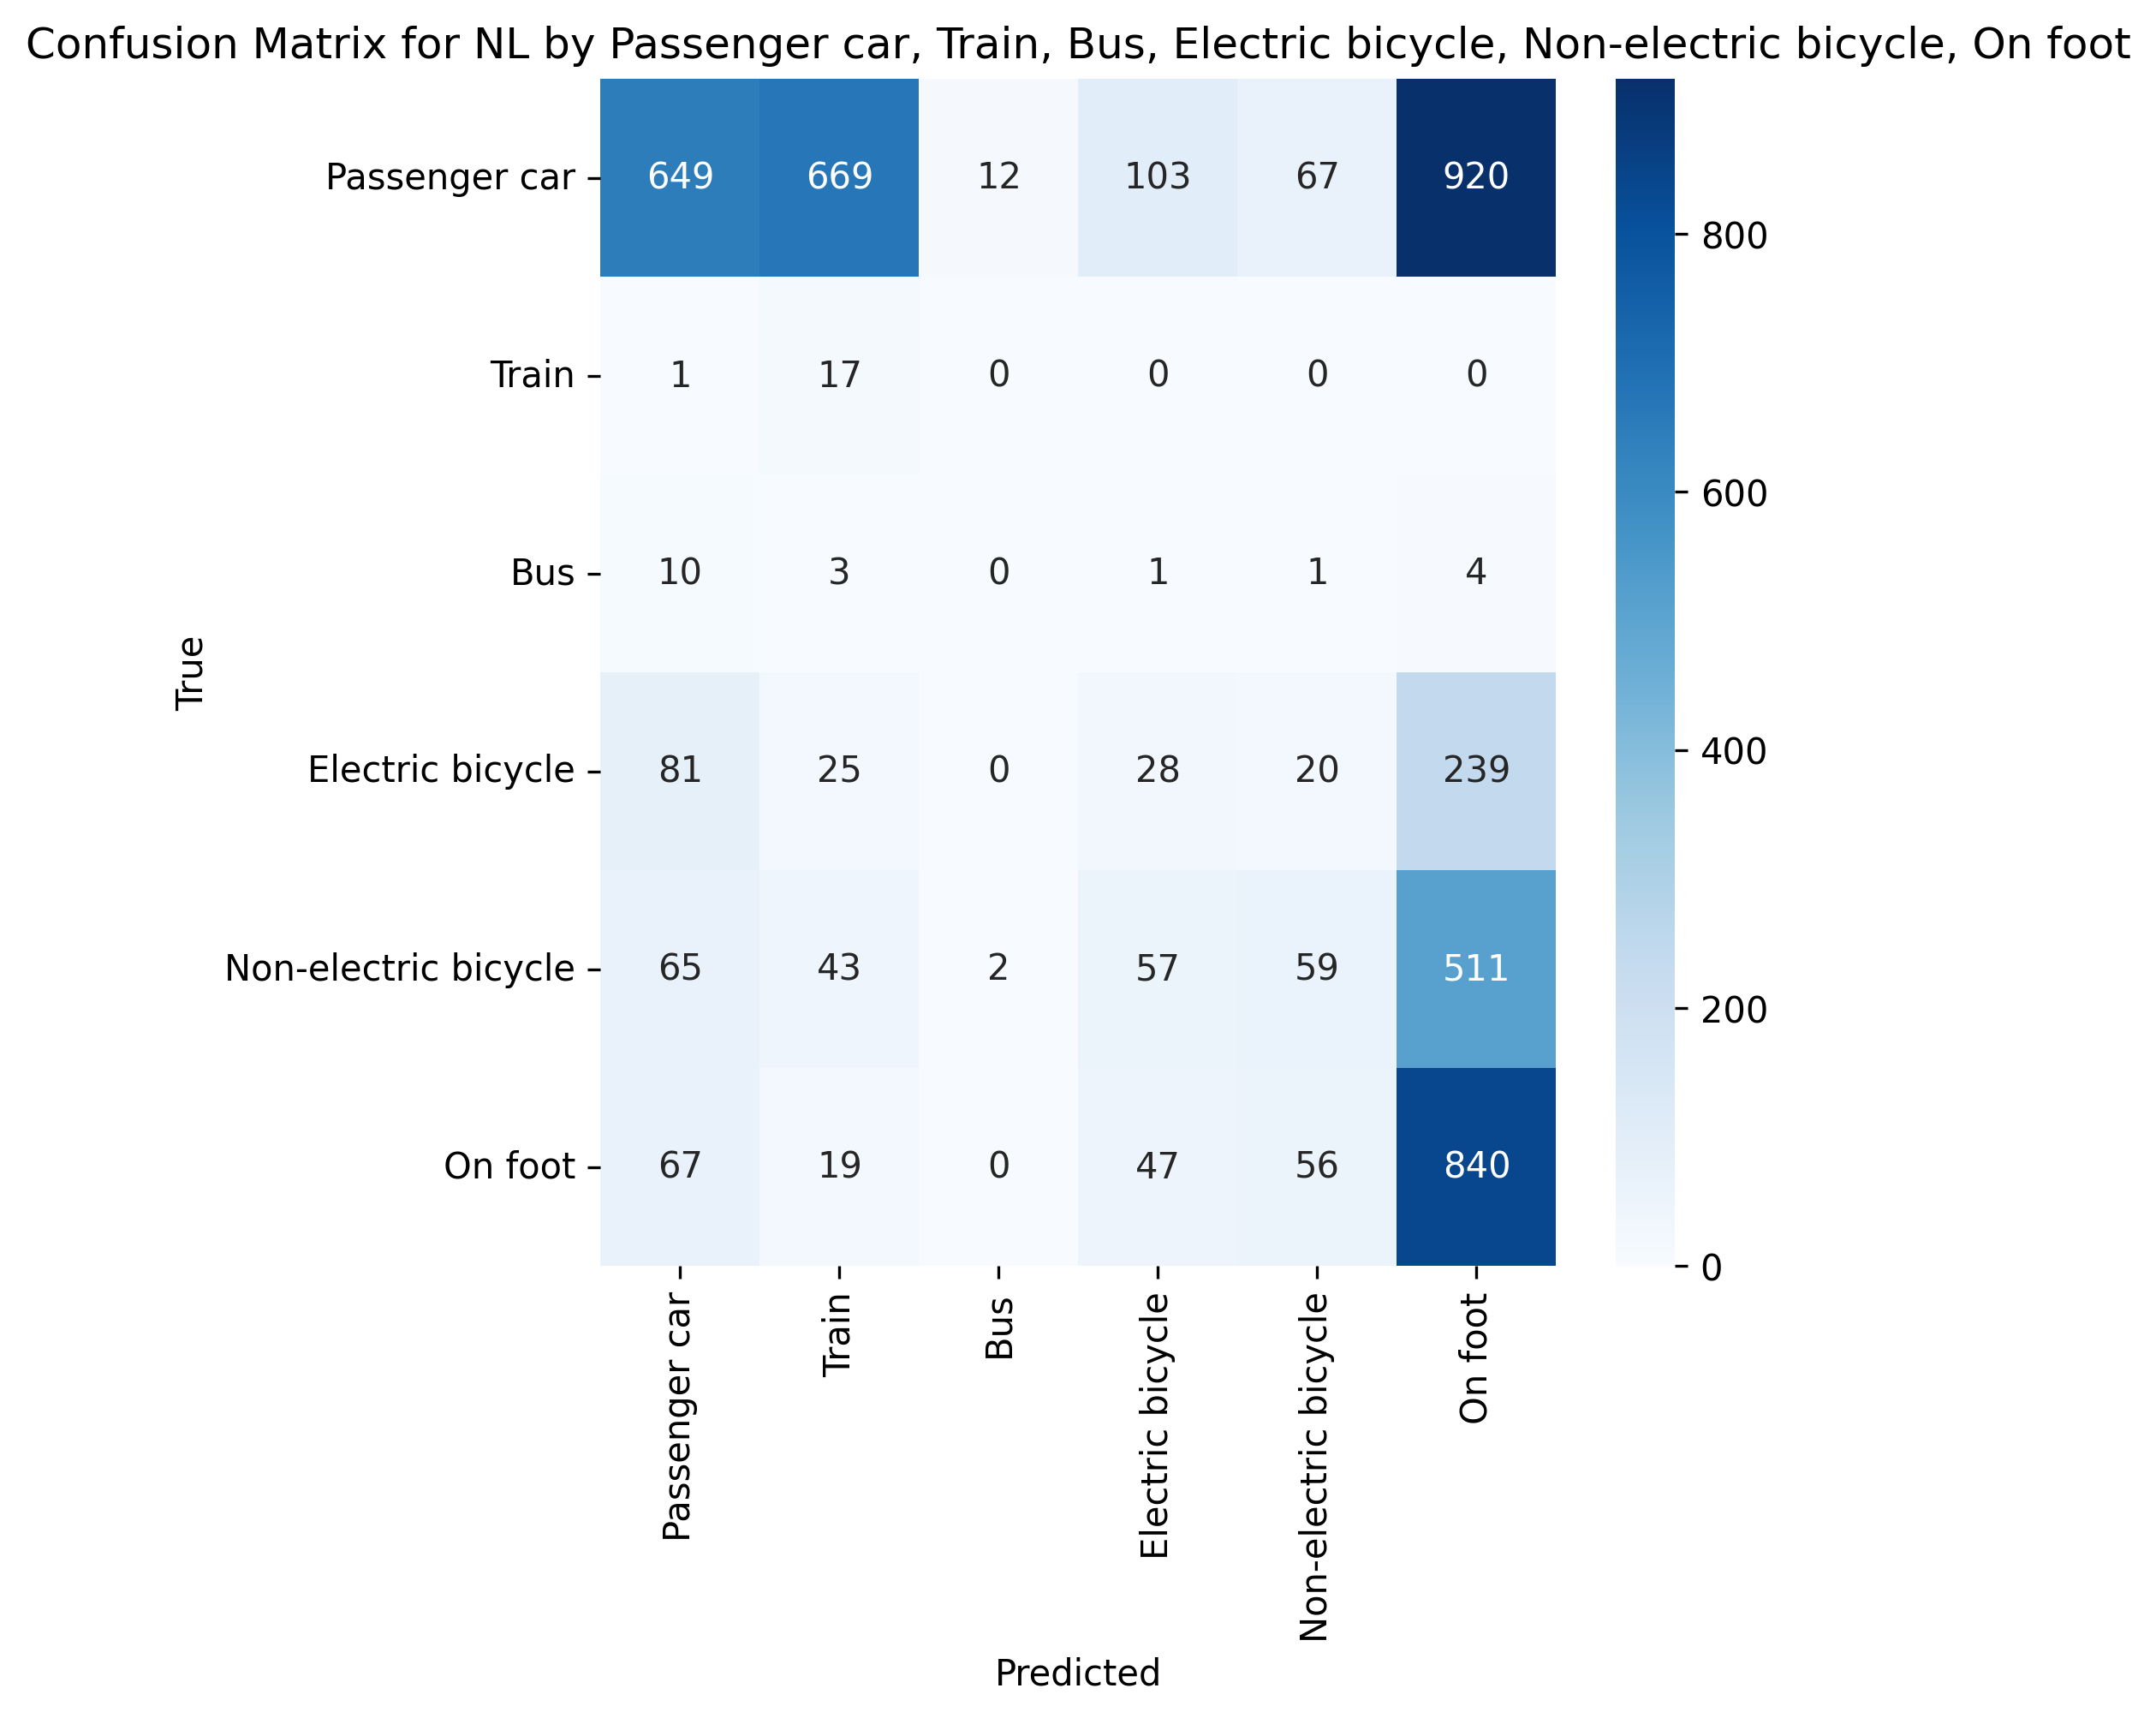 Confusion Matrix for NL by Passenger car, Train, Bus, Electric bicycle, Non-electric bicycle, On foot
True
Passenger car 649 669 12 103 67 920
Train 1 17 0 0 0 0
Bus 10 3 0 1 1 4
Electric bicycle 81 25 0 28 20 239
Non-electric bicycle 65 43 2 57 59 511
On foot 67 19 0 47 56 840
Passenger car
Train
Bus
Electric bicycle
Non-electric bicycle
On foot
Predicted
800
600
400
200
0